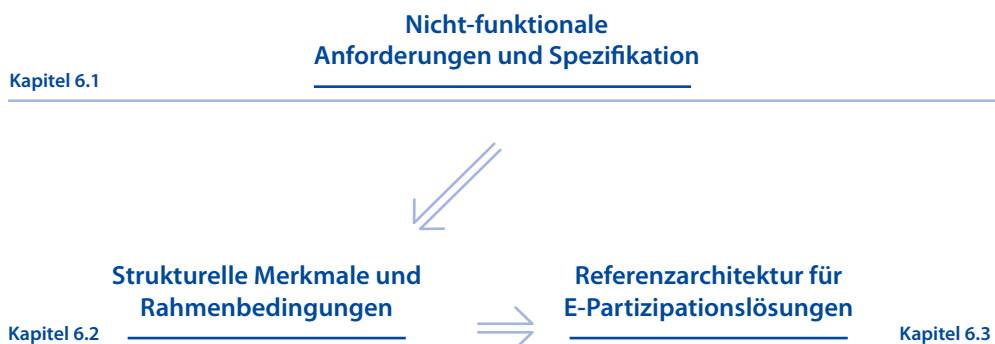 Nicht-funktionale
Anforderungen und Spezifikation
Kapitel 6.1
Strukturelle Merkmale und
Rahmenbedingungen
Kapitel 6.2
Referenzarchitektur für
E-Partizipationslösungen
Kapitel 6.3